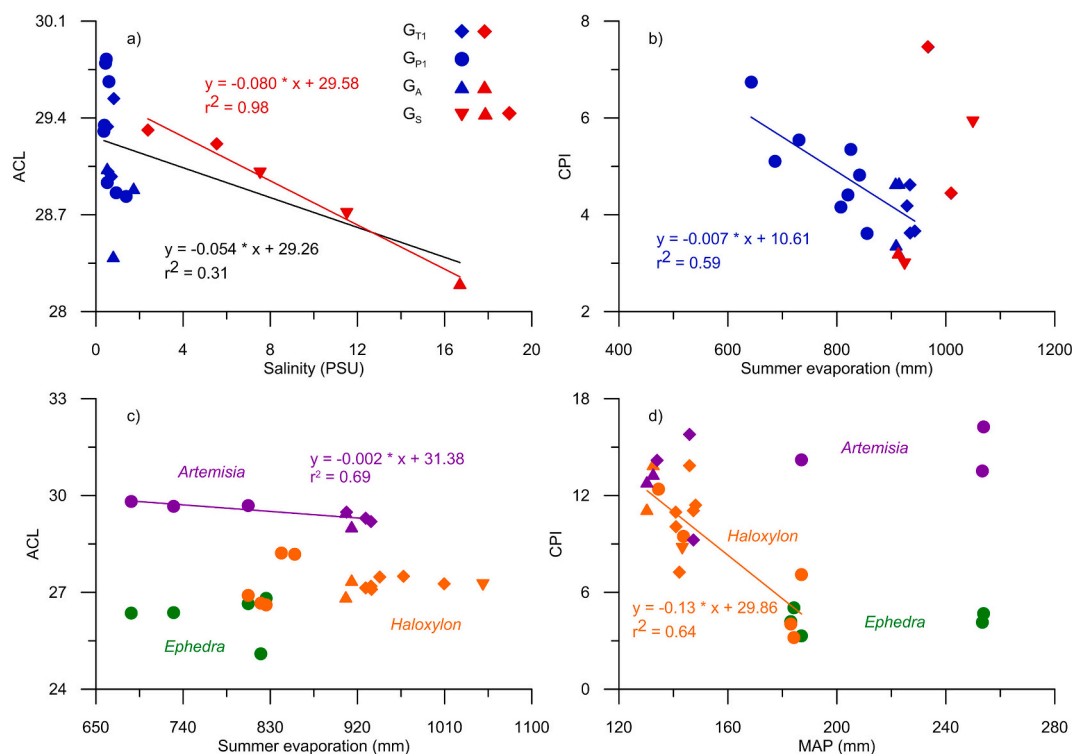 30.1
29.4
28.7
28
ACL
a)
G_T1
G_P1
G_A
G_S
y = -0.080 * x + 29.58
r² = 0.98
y = -0.054 * x + 29.26
r² = 0.31
0 4 8 12 16 20
Salinity (PSU)
8
6
4
2
CPI
b)
y = -0.007 * x + 10.61
r² = 0.59
400 600 800 1000 1200
Summer evaporation (mm)
33
30
27
24
ACL
c)
Artemisia
y = -0.002 * x + 31.38
r² = 0.69
Ephedra
Haloxylon
650 740 830 920 1010 1100
Summer evaporation (mm)
18
12
6
0
CPI
d)
Artemisia
Haloxylon
y = -0.13 * x + 29.86
r² = 0.64
Ephedra
120 160 200 240 280
MAP (mm)